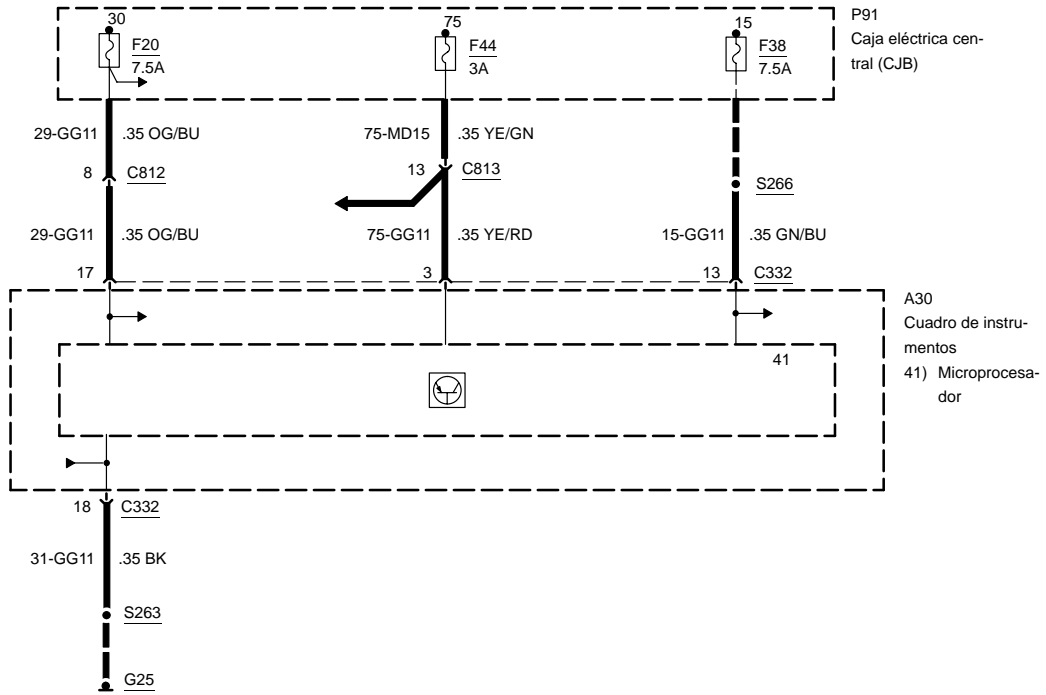 30 75 15 P91
F20 F44 F38 Caja eléctrica cen-
7.5A 3A 7.5A tral (CJB)
29-GG11 .35 OG/BU 75-MD15 .35 YE/GN
8 C812 13 C813
S266
29-GG11 .35 OG/BU 75-GG11 .35 YE/RD 15-GG11 .35 GN/BU
17 3 13 C332
A30
Cuadro de instru-
mentos
41 41) Microprocesa-
dor
18 C332
31-GG11 .35 BK
S263
G25